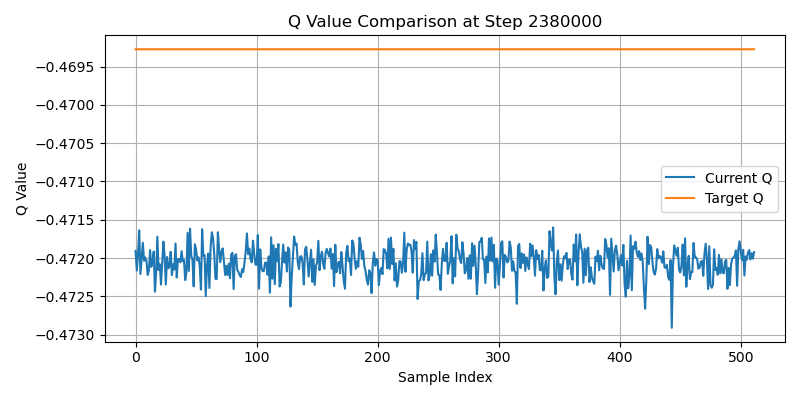 Q Value Comparison at Step 2380000
Q Value
−0.4695
−0.4700
−0.4705
−0.4710
−0.4715
−0.4720
−0.4725
−0.4730
Current Q
Target Q
0 100 200 300 400 500
Sample Index